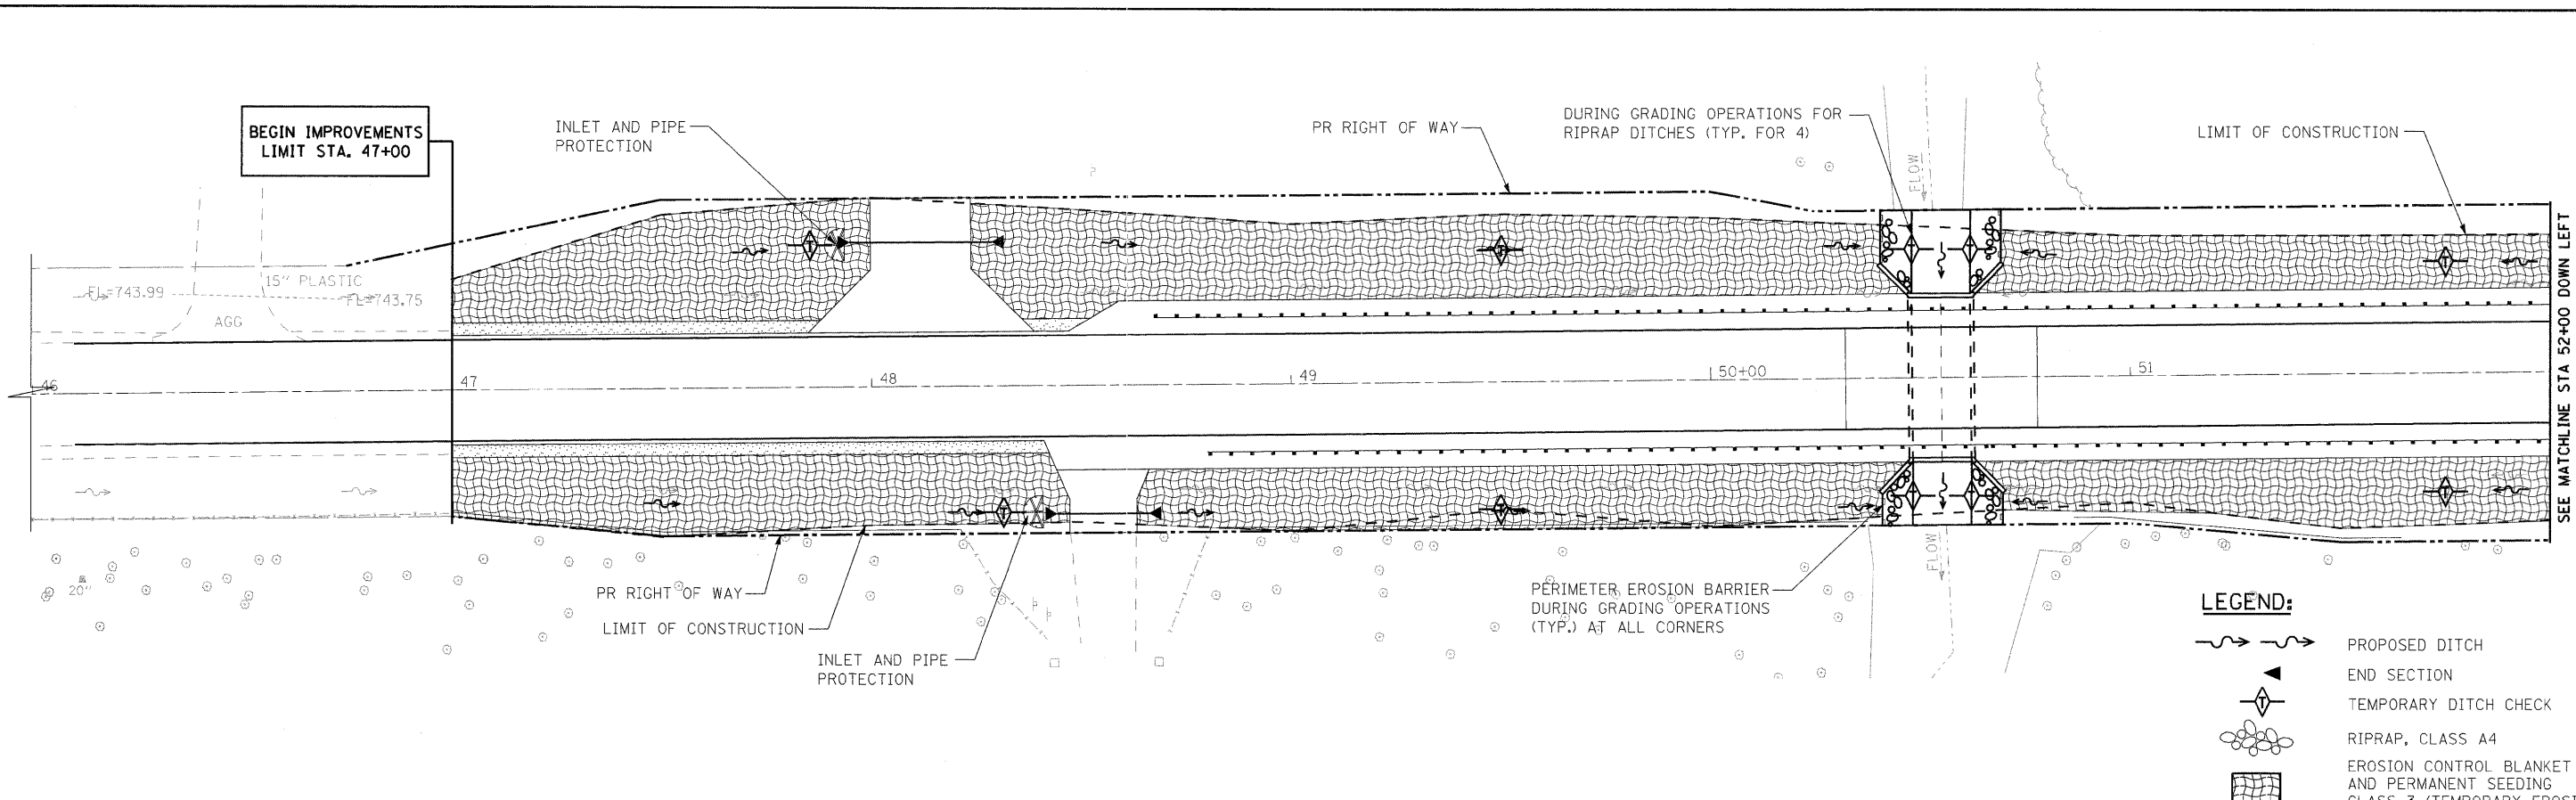 BEGIN IMPROVEMENTS
LIMIT STA. 47+00
INLET AND PIPE
PROTECTION
PR RIGHT OF WAY
DURING GRADING OPERATIONS FOR
RIPRAP DITCHES (TYP. FOR 4)
LIMIT OF CONSTRUCTION
FLOW
15" PLASTIC
FL=743.99
FL=743.75
AGG
T
T
T
46
47
48
49
50+00
51
SEE MATCHLINE STA 52+00 DOWN LEFT
T
T
T
FLOW
20"
PR RIGHT OF WAY
LIMIT OF CONSTRUCTION
INLET AND PIPE
PROTECTION
PERIMETER EROSION BARRIER
DURING GRADING OPERATIONS
(TYP.) AT ALL CORNERS
LEGEND:
PROPOSED DITCH
END SECTION
T
TEMPORARY DITCH CHECK
RIPRAP, CLASS A4
EROSION CONTROL BLANKET
AND PERMANENT SEEDING